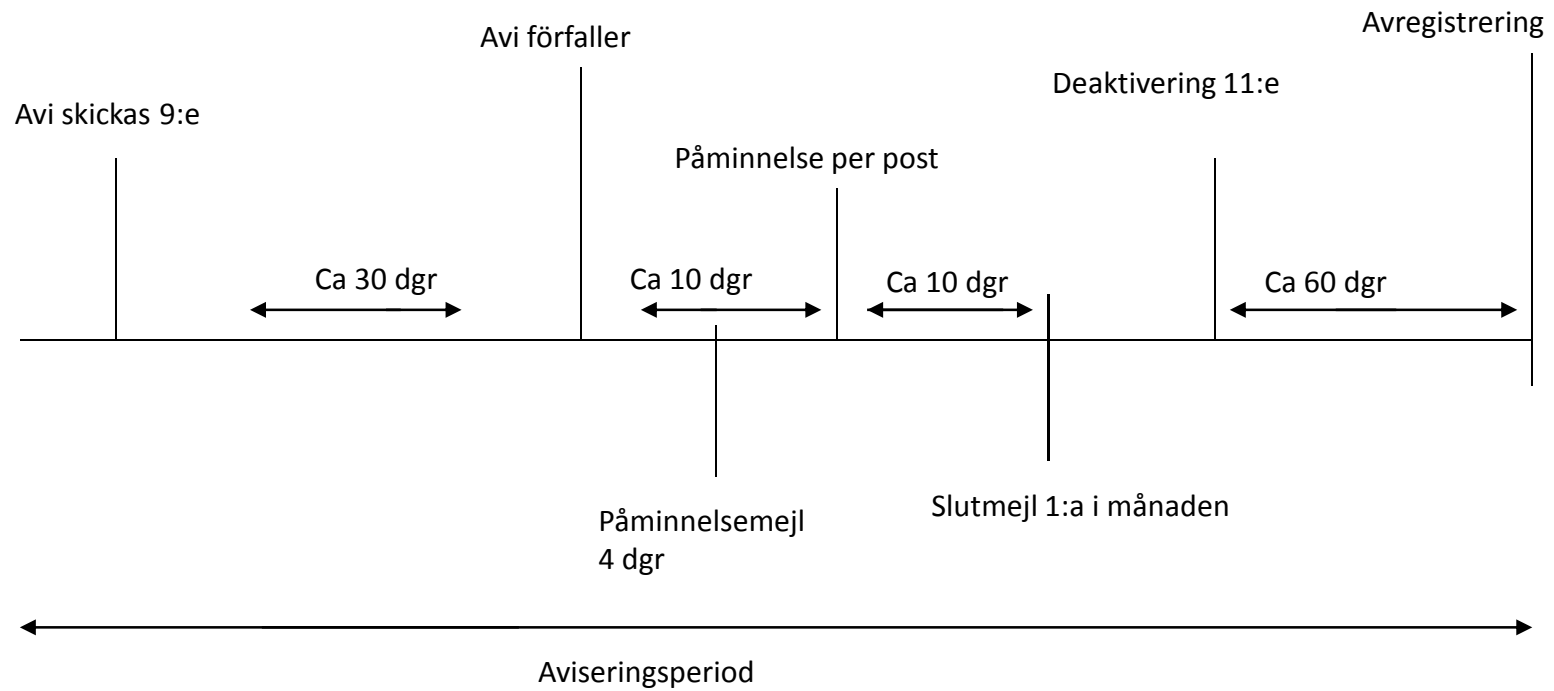 Avregistrering
Avi förfaller
Deaktivering 11:e
Avi skickas 9:e
Påminnelse per post
Ca 30 dgr
Ca 10 dgr
Ca 10 dgr
Ca 60 dgr
Påminnelsemejl
4 dgr
Slutmejl 1:a i månaden
Aviseringsperiod